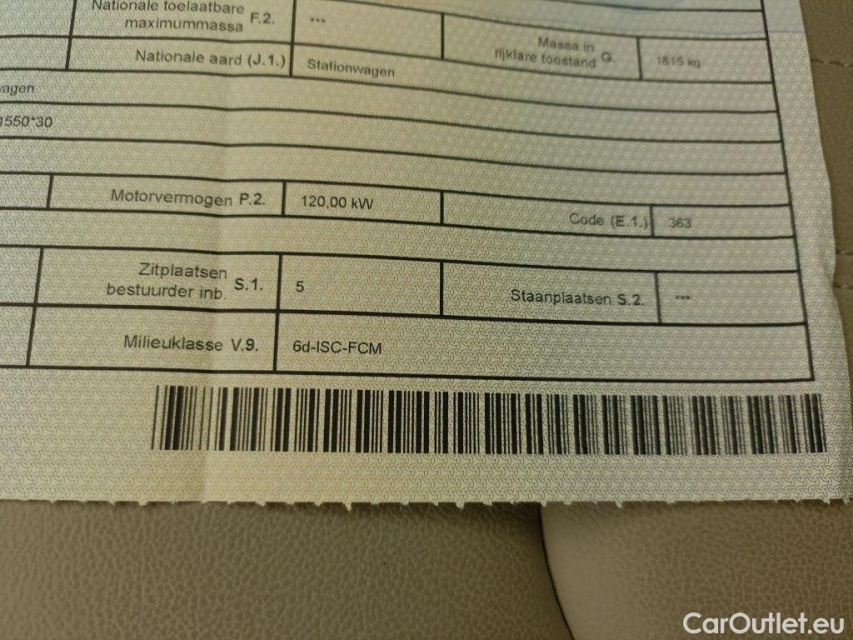 Nationale toelaatbare
maximummassa F.2.
***
Massa in
rijklare toestand G.
1815 kg
Nationale aard (J.1.)
Stationwagen
wagen
1550*30
Motorvermogen P.2.
120,00 kW
Code (E.1.)
363
Zitplaatsen
bestuurder inb. S.1.
5
Staanplaatsen S.2.
***
Milieuklasse V.9.
6d-ISC-FCM
CarOutlet.eu